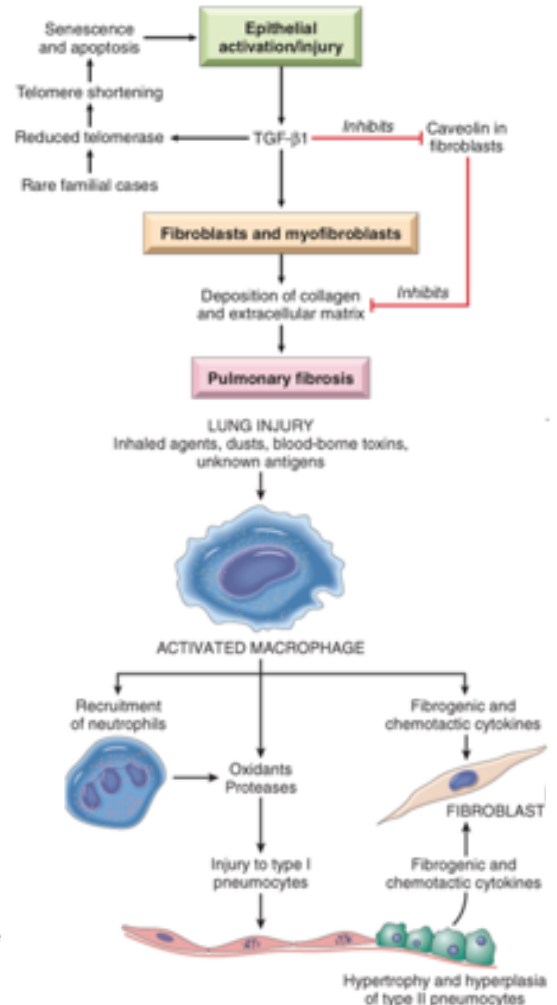 Senescence
and apoptosis
Epithelial
activation/injury
Telomere shortening
Reduced telomerase
TGF-β1
Inhibits
Caveolin in
fibroblasts
Rare familial cases
Fibroblasts and myofibroblasts
Deposition of collagen
and extracellular matrix
Inhibits
Pulmonary fibrosis
LUNG INJURY
Inhaled agents, dusts, blood-borne toxins,
unknown antigens
ACTIVATED MACROPHAGE
Recruitment
of neutrophils
Fibrogenic and
chemotactic cytokines
Oxidants
Proteases
FIBROBLAST
Injury to type I
pneumocytes
Fibrogenic and
chemotactic cytokines
Hypertrophy and hyperplasia
of type II pneumocytes